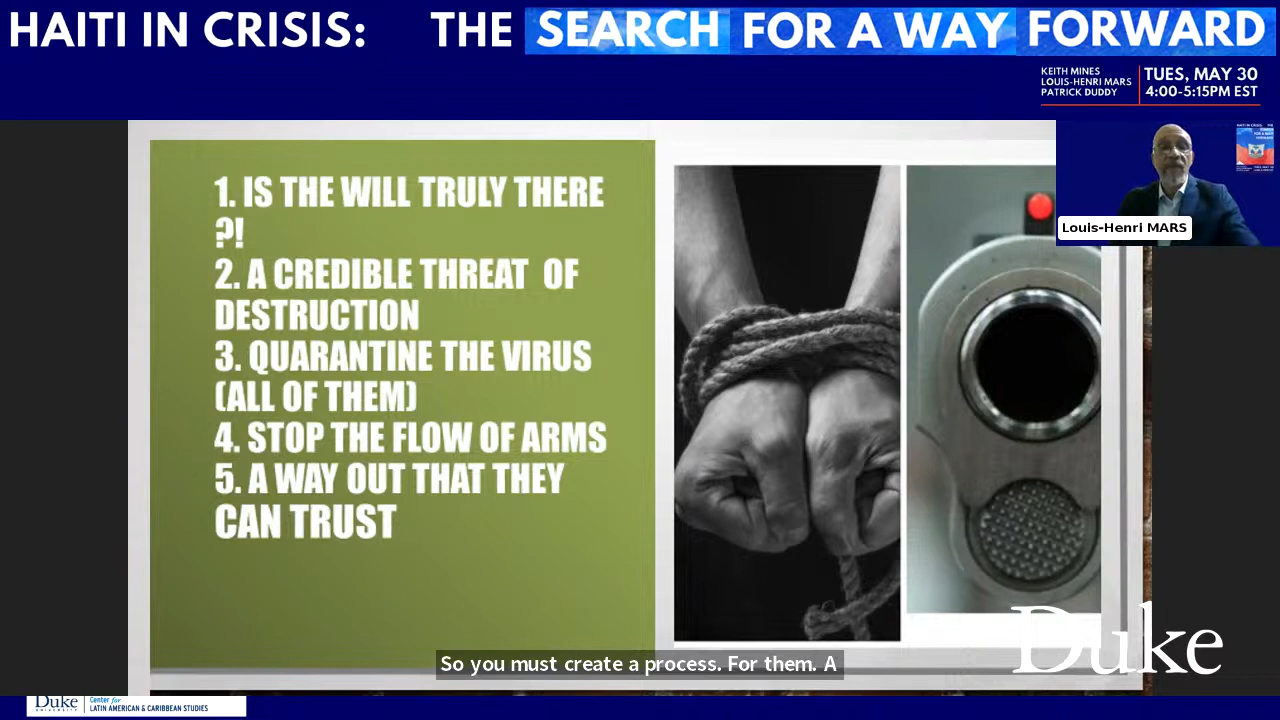 HAITI IN CRISIS: THE SEARCH FOR A WAY FORWARD
KEITH MINES
LOUIS-HENRI MARS
PATRICK DUDDY
TUES, MAY 30
4:00-5:15PM EST
1. IS THE WILL TRULY THERE
?!
2. A CREDIBLE THREAT OF
DESTRUCTION
3. QUARANTINE THE VIRUS
(ALL OF THEM)
4. STOP THE FLOW OF ARMS
5. A WAY OUT THAT THEY
CAN TRUST
Louis-Henri MARS
Duke
So you must create a process. For them. A
Duke
UNIVERSITY
Center for
LATIN AMERICAN & CARIBBEAN STUDIES